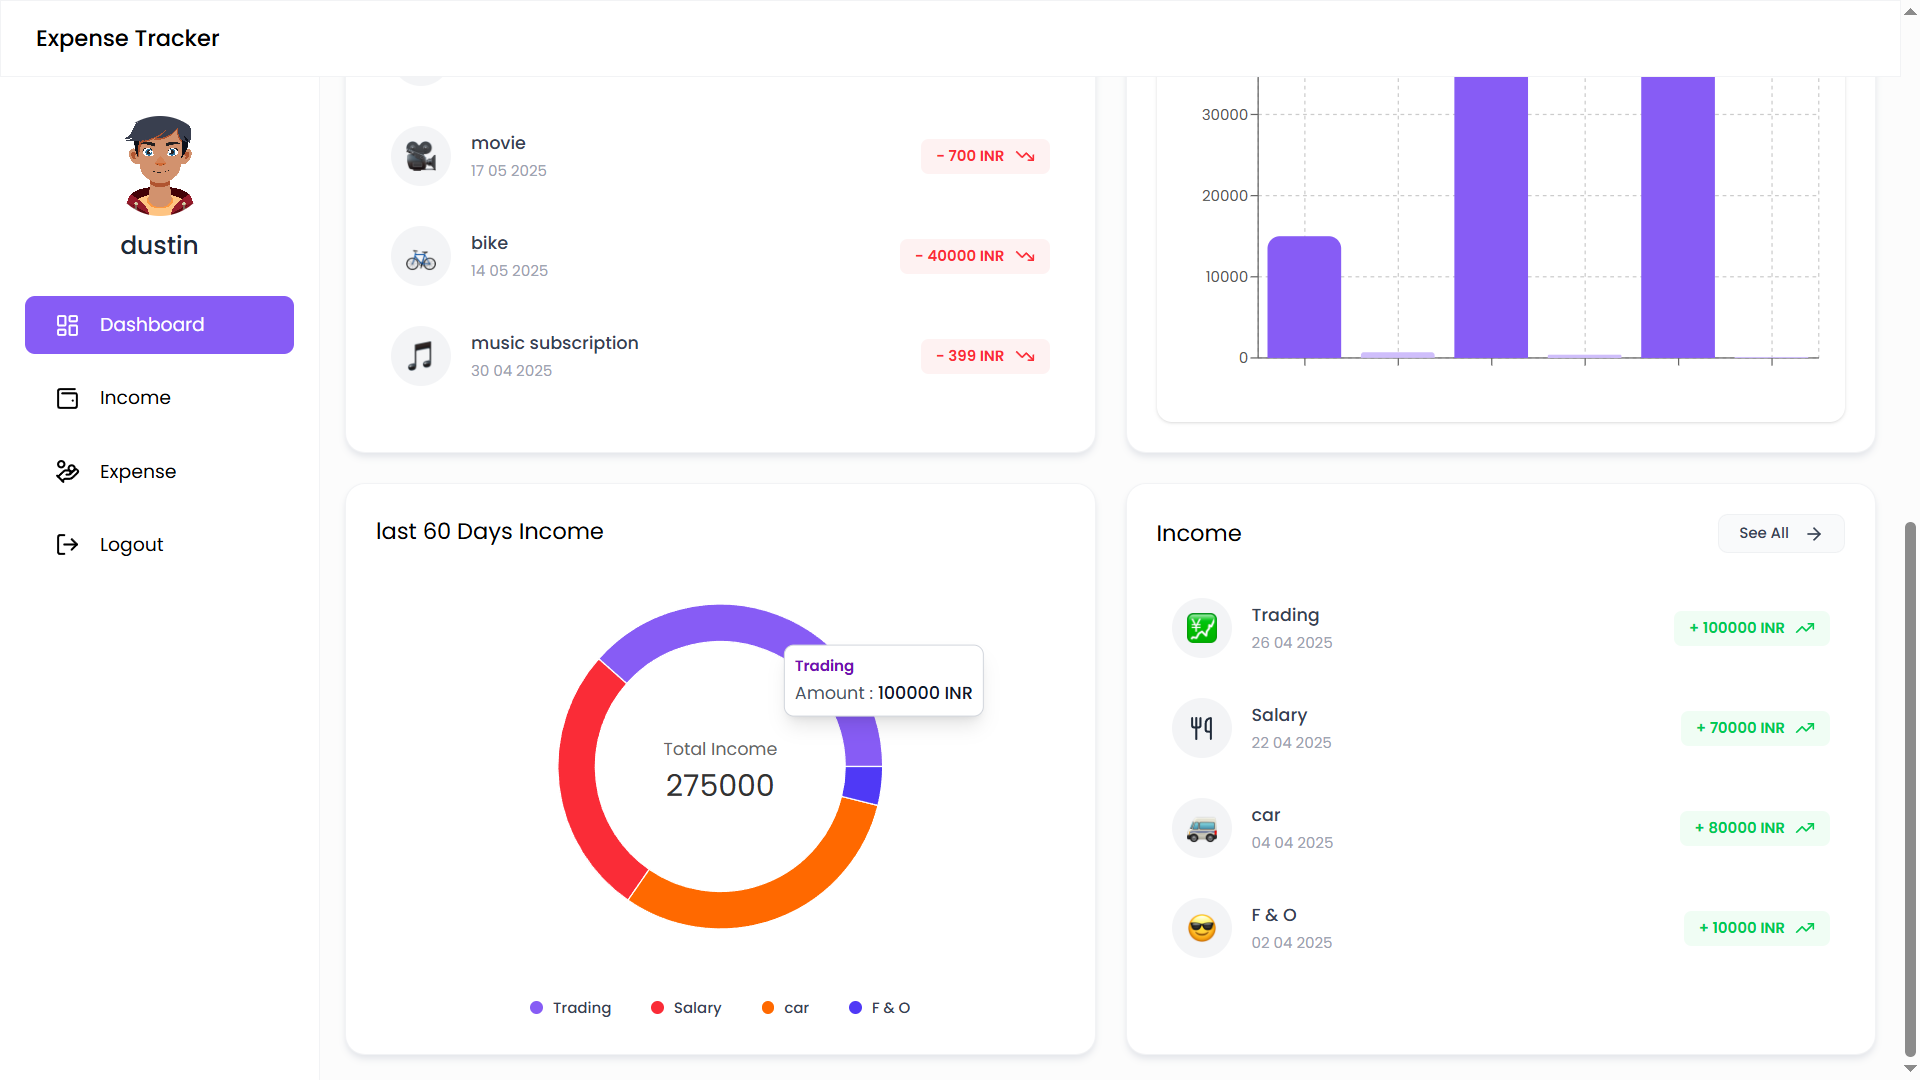 Expense Tracker
dustin
Dashboard
Income
Expense
Logout
movie
17 05 2025
- 700 INR
bike
14 05 2025
- 40000 INR
music subscription
30 04 2025
- 399 INR
30000
20000
10000
0
last 60 Days Income
Trading
Amount : 100000 INR
Total Income
275000
Trading
Salary
car
F & O
Income
See All
Trading
26 04 2025
+ 100000 INR
Salary
22 04 2025
+ 70000 INR
car
04 04 2025
+ 80000 INR
F & O
02 04 2025
+ 10000 INR